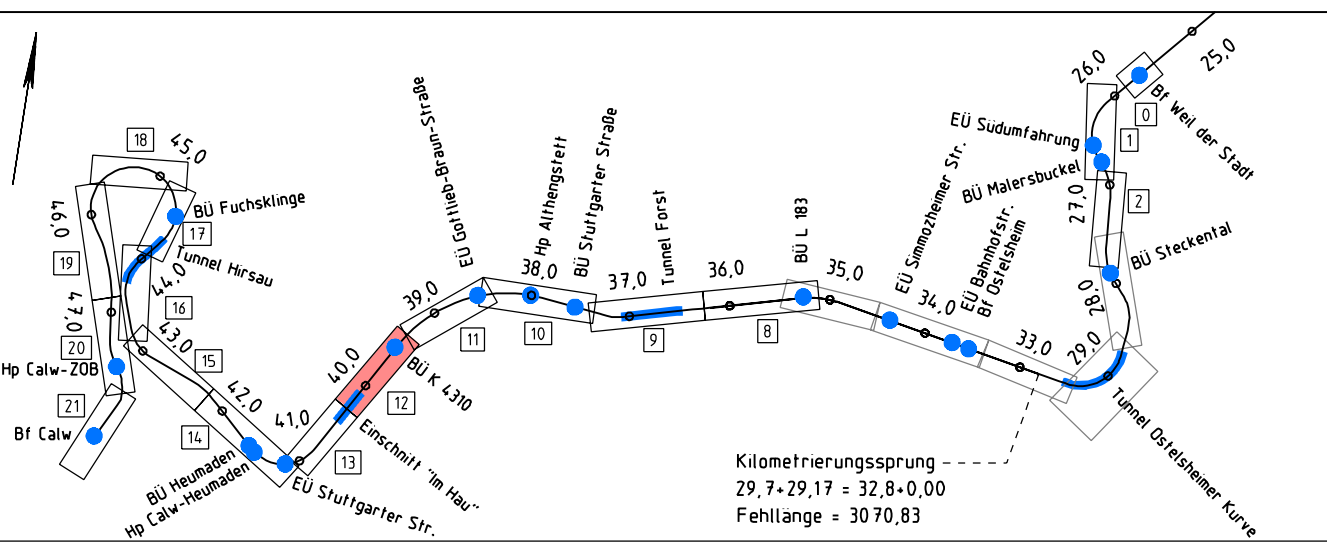 25,0
26,0
Bf Weil der Stadt
0
EÜ Südumfahrung
1
BÜ Malersbuckel
27,0
2
BÜ Steckental
28,0
29,0
Tunnel Ostelsheimer Kurve
33,0
EÜ Bahnhofstr.
Bf Ostelsheim
34,0
EÜ Simmozheimer Str.
35,0
BÜ L 183
36,0
8
Tunnel Forst
37,0
9
BÜ Stuttgarter Straße
Hp Althengstett
38,0
10
EÜ Gottlieb-Braun-Straße
39,0
11
BÜ K 4310
40,0
12
Einschnitt "Im Hau"
41,0
13
EÜ Stuttgarter Str.
BÜ Heumaden
Hp Calw-Heumaden
42,0
14
15
43,0
16
44,0
Tunnel Hirsau
17
BÜ Fuchsklinge
45,0
18
46,0
19
47,0
20
Hp Calw-ZOB
21
Bf Calw
Kilometrierungssprung
29,7+29,17 = 32,8+0,00
Fehllänge = 3070,83